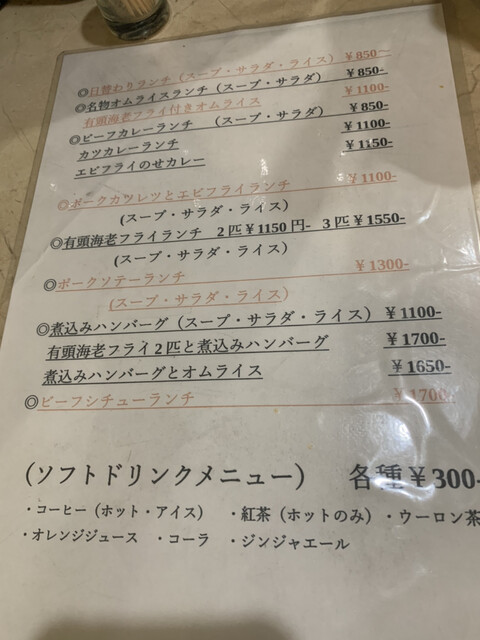 ◎日替わりランチ（スープ・サラダ・ライス）￥850～
◎名物オムライスランチ（スープ・サラダ） ￥850-
有頭海老フライ付きオムライス ￥1100-
◎ビーフカレーランチ （スープ・サラダ） ￥850-
カツカレーランチ ￥1100-
エビフライのせカレー ￥1150-
◎ポークカツレツとエビフライランチ ￥1100-
(スープ・サラダ・ライス)
◎有頭海老フライランチ 2匹￥1150円- 3匹￥1550-
(スープ・サラダ・ライス)
◎ポークソテーランチ ￥1300-
(スープ・サラダ・ライス)
◎煮込みハンバーグ（スープ・サラダ・ライス）￥1100-
有頭海老フライ2匹と煮込みハンバーグ ￥1700-
煮込みハンバーグとオムライス ￥1650-
◎ビーフシチューランチ ￥1700-
（ソフトドリンクメニュー） 各種￥300-
・コーヒー（ホット・アイス） ・紅茶（ホットのみ）・ウーロン茶
・オレンジジュース ・コーラ ・ジンジャエール